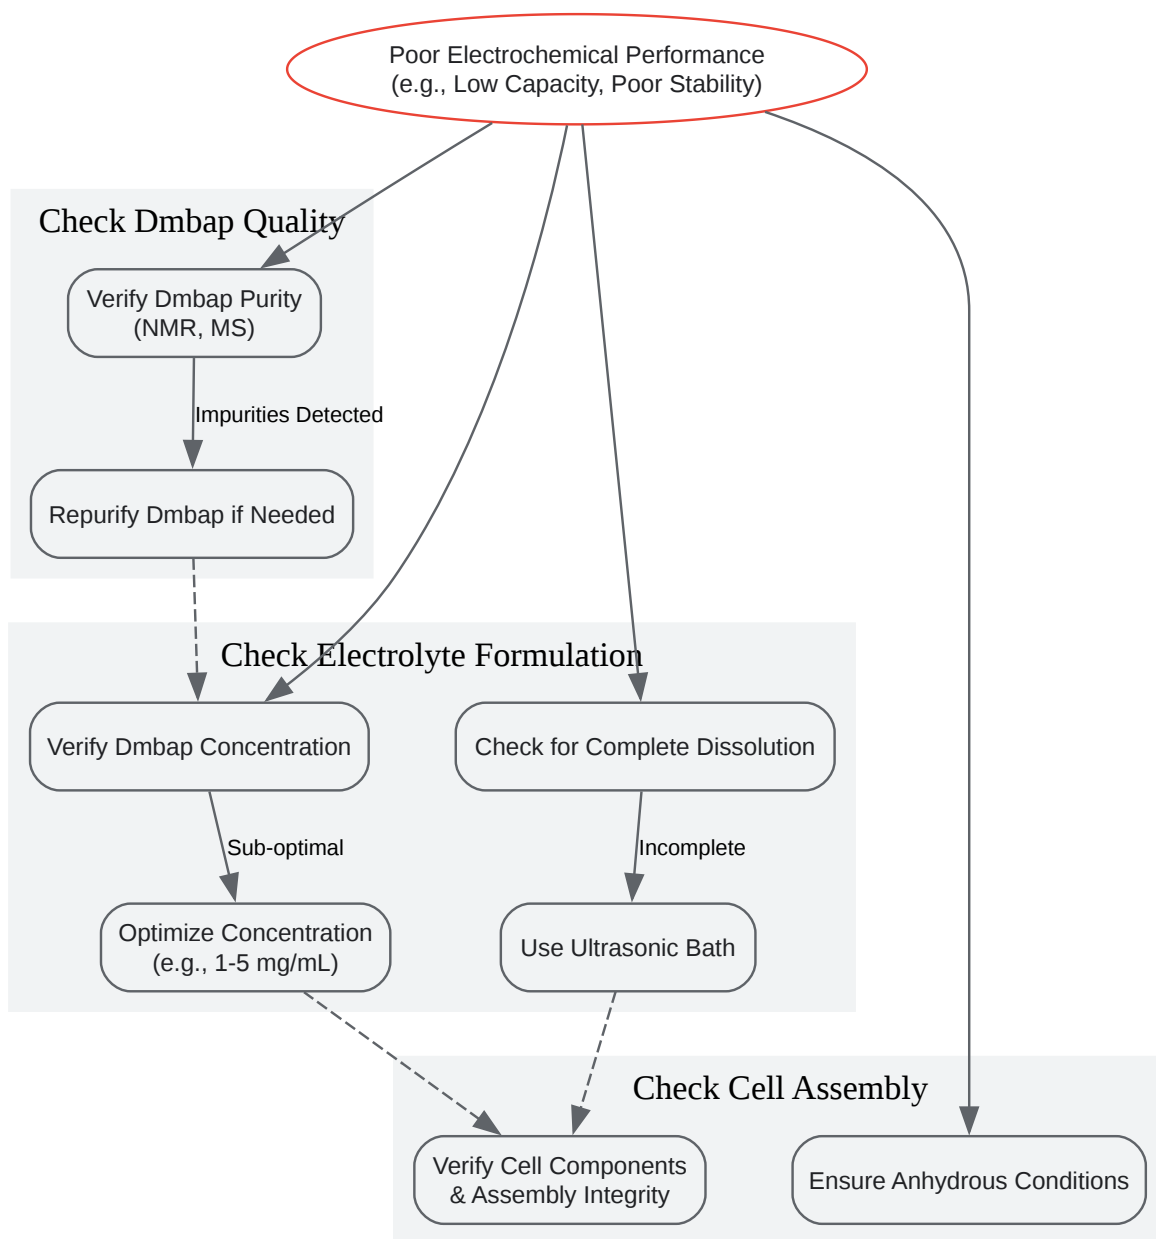 Poor Electrochemical Performance
(e.g., Low Capacity, Poor Stability)
Check Dmbap Quality
Verify Dmbap Purity
(NMR, MS)
Impurities Detected
Repurify Dmbap if Needed
Check Electrolyte Formulation
Verify Dmbap Concentration
Check for Complete Dissolution
Sub-optimal
Incomplete
Optimize Concentration
(e.g., 1-5 mg/mL)
Use Ultrasonic Bath
Check Cell Assembly
Verify Cell Components
& Assembly Integrity
Ensure Anhydrous Conditions